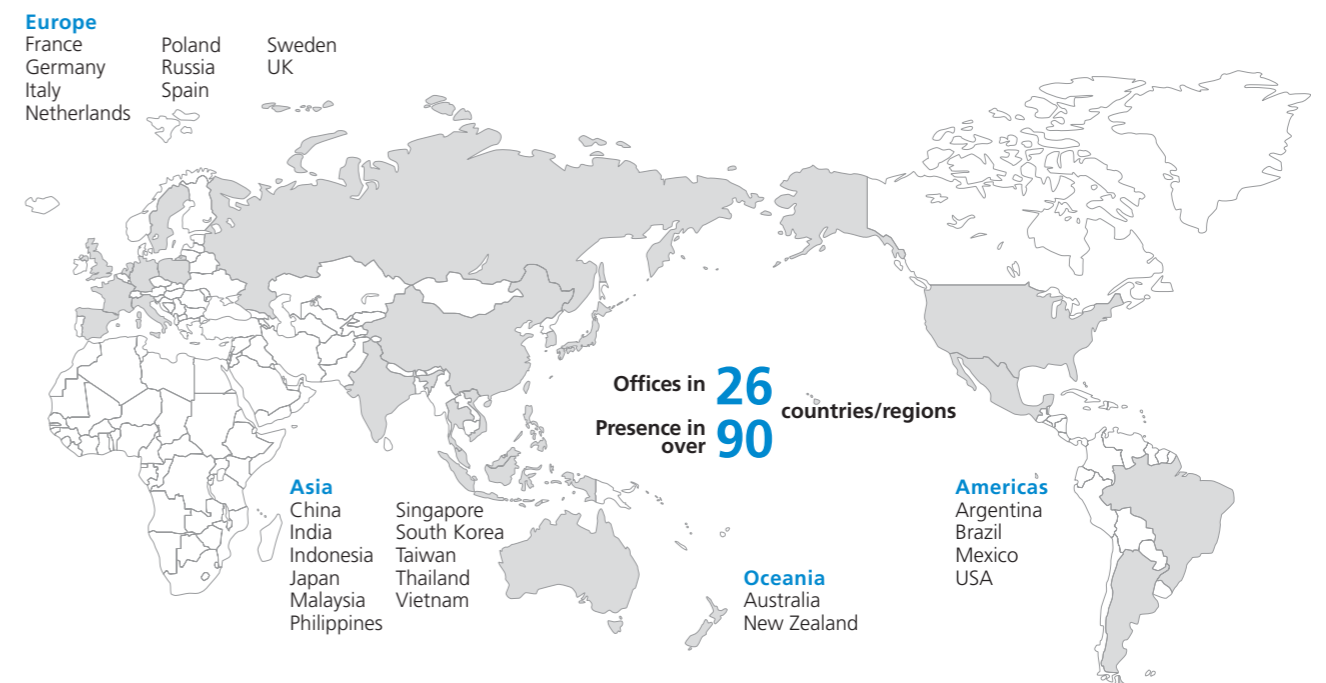 Europe
France
Germany
Italy
Netherlands
Poland
Russia
Spain
Sweden
UK
Offices in 26
Presence in
over 90
countries/regions
Asia
China
India
Indonesia
Japan
Malaysia
Philippines
Singapore
South Korea
Taiwan
Thailand
Vietnam
Oceania
Australia
New Zealand
Americas
Argentina
Brazil
Mexico
USA